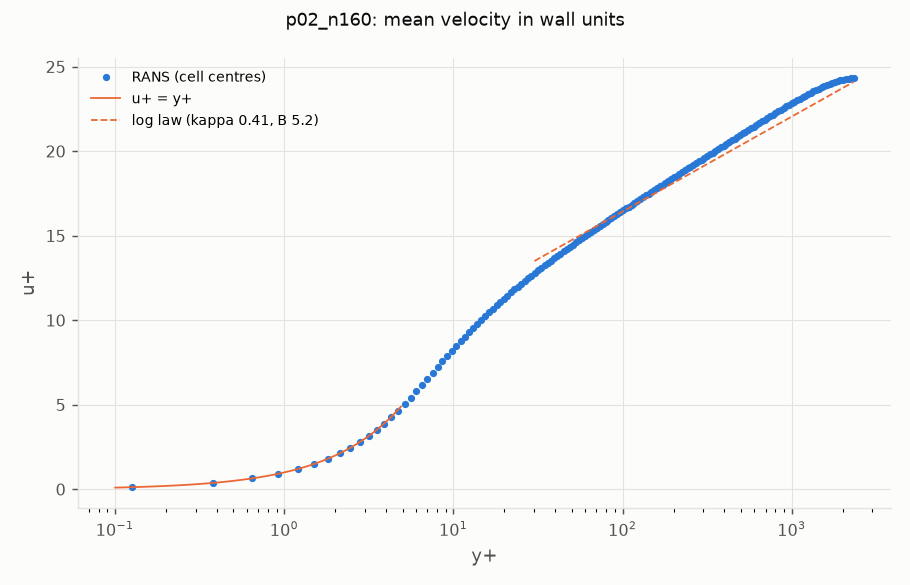 p02_n160: mean velocity in wall units
RANS (cell centres)
u+ = y+
log law (kappa 0.41, B 5.2)
25
20
15
10
5
0
u+
10⁻¹
10⁰
10¹
10²
10³
y+